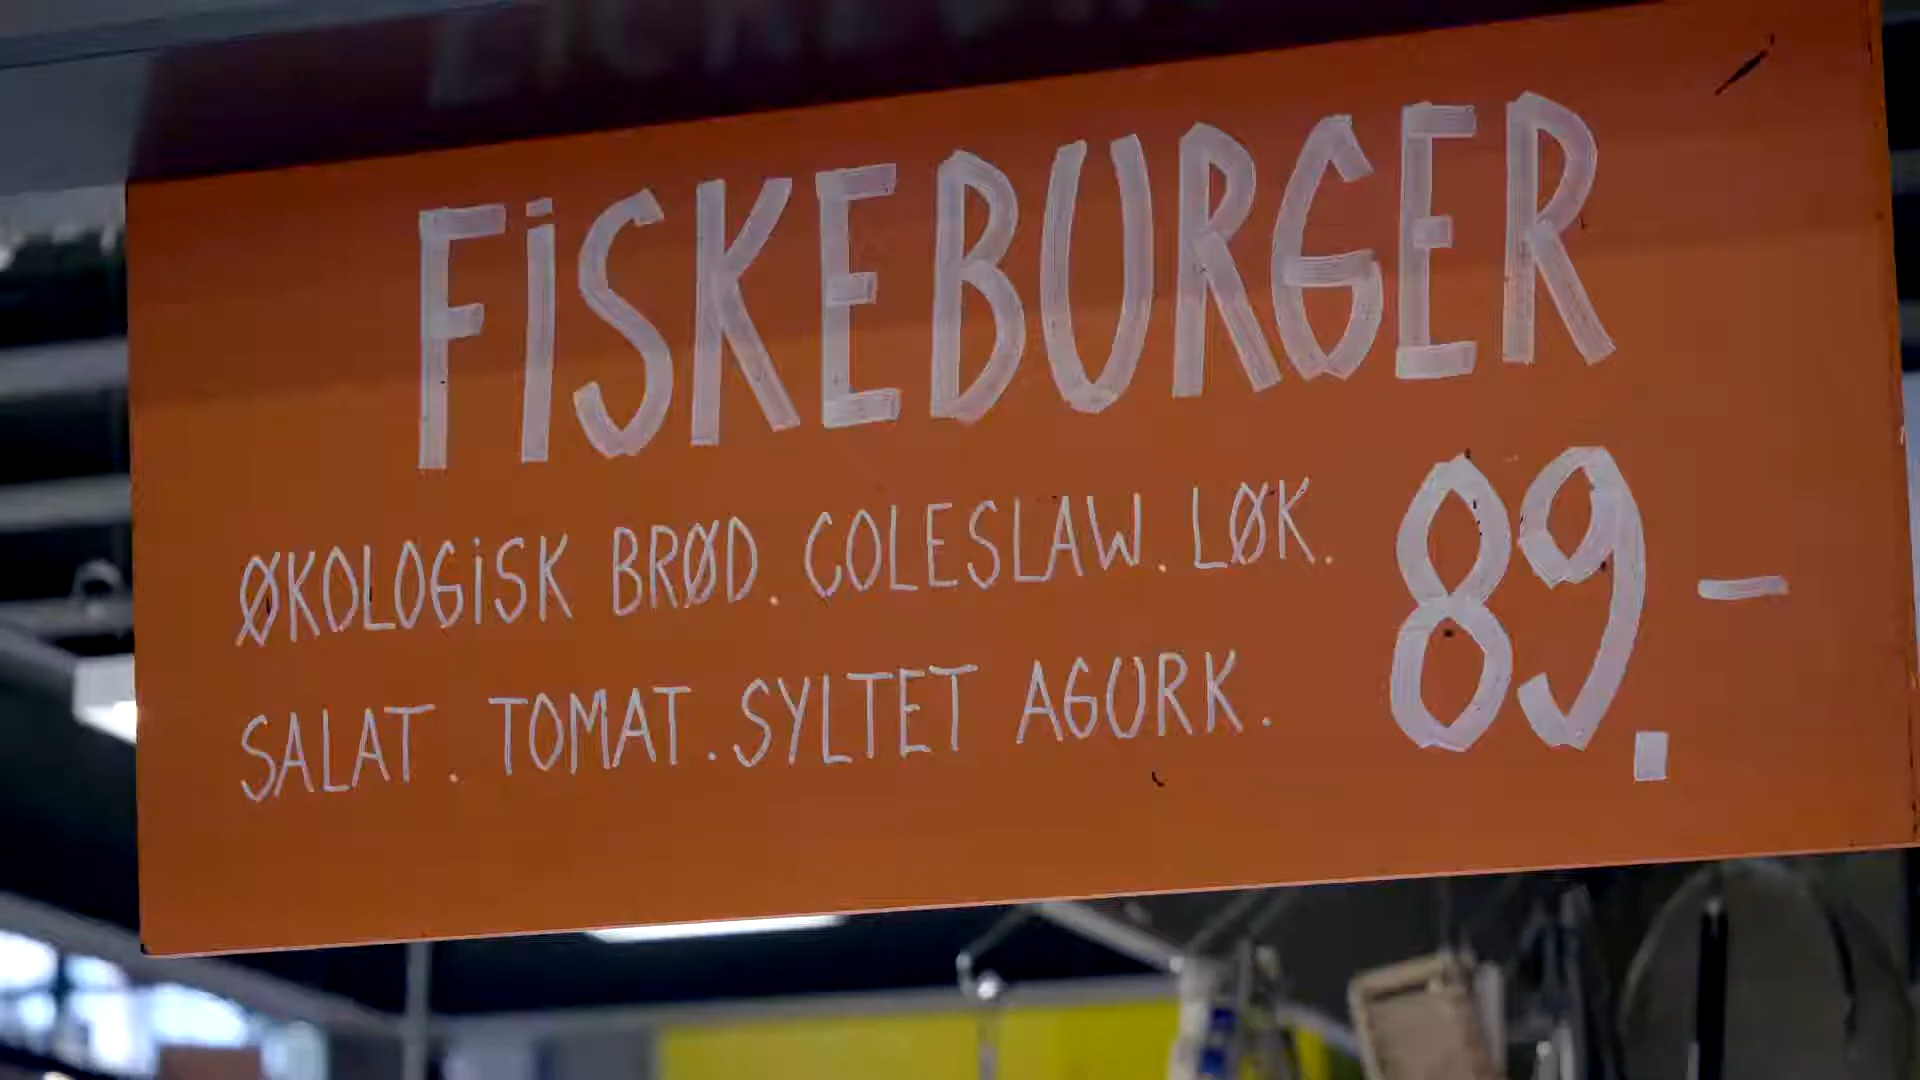 FISKEBURGER
ØKOLOGISK BRØD. COLESLAW. LØK.
SALAT. TOMAT. SYLTET AGURK.
89.-